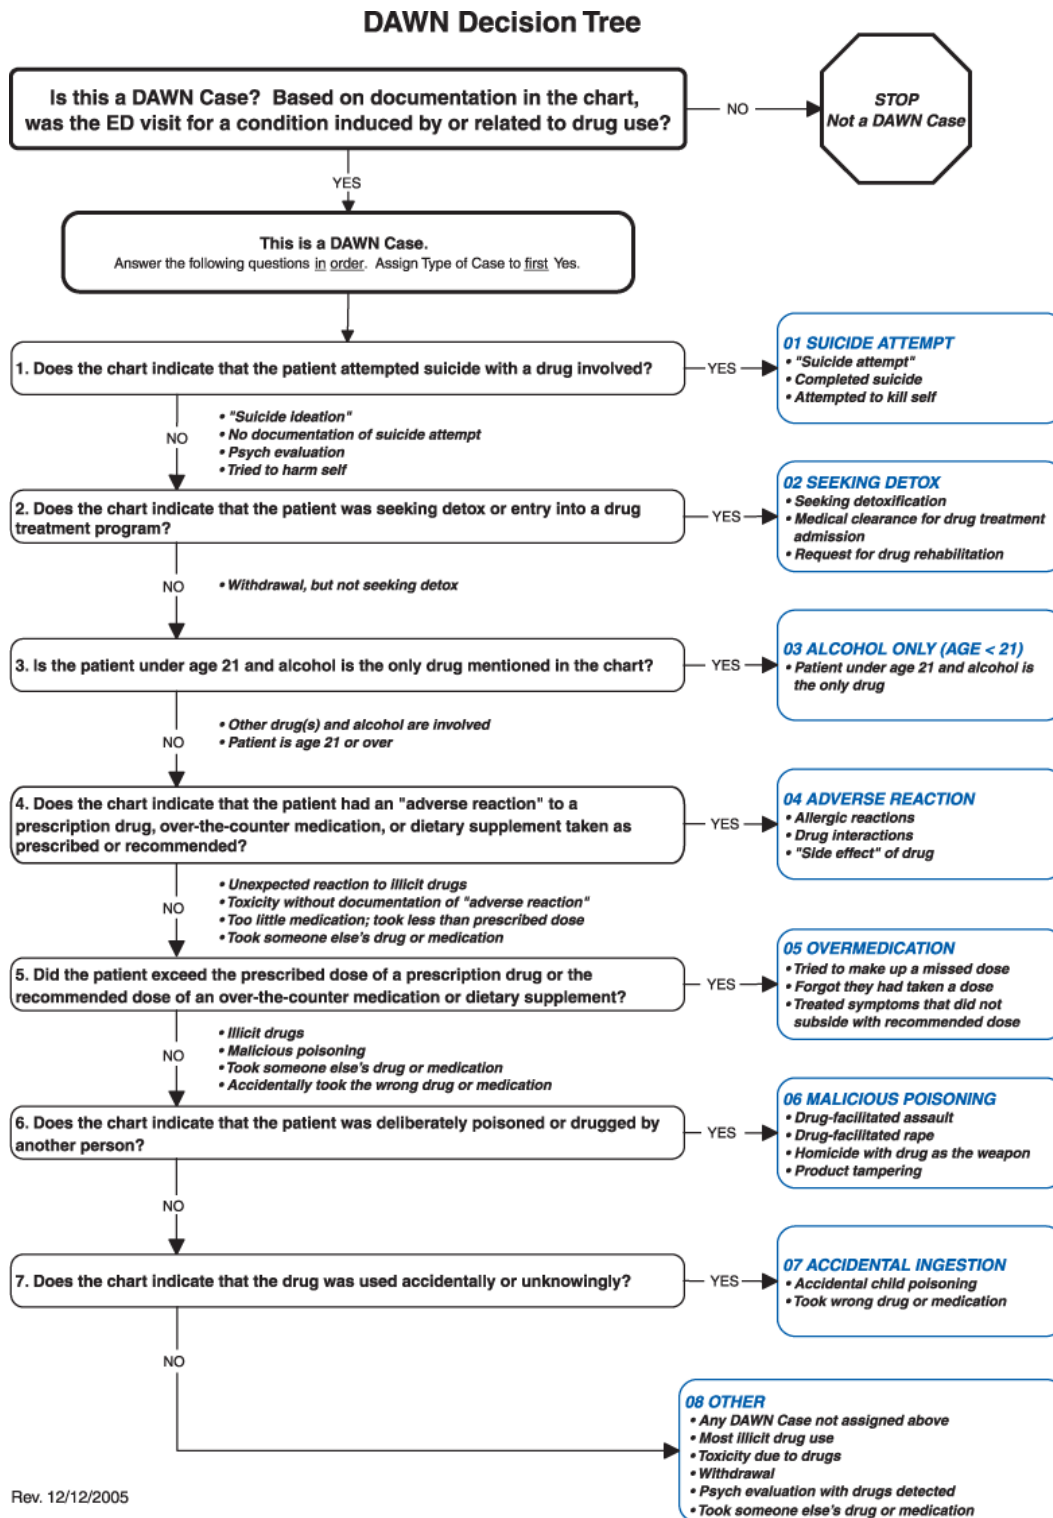 DAWN Decision Tree
Is this a DAWN Case? Based on documentation in the chart,
was the ED visit for a condition induced by or related to drug use?
NO
STOP
Not a DAWN Case
YES
This is a DAWN Case.
Answer the following questions in order. Assign Type of Case to first Yes.
1. Does the chart indicate that the patient attempted suicide with a drug involved?
YES
01 SUICIDE ATTEMPT
• "Suicide attempt"
• Completed suicide
• Attempted to kill self
NO
• "Suicide ideation"
• No documentation of suicide attempt
• Psych evaluation
• Tried to harm self
2. Does the chart indicate that the patient was seeking detox or entry into a drug
treatment program?
YES
02 SEEKING DETOX
• Seeking detoxification
• Medical clearance for drug treatment
admission
• Request for drug rehabilitation
NO
• Withdrawal, but not seeking detox
3. Is the patient under age 21 and alcohol is the only drug mentioned in the chart?
YES
03 ALCOHOL ONLY (AGE < 21)
• Patient under age 21 and alcohol is
the only drug
NO
• Other drug(s) and alcohol are involved
• Patient is age 21 or over
4. Does the chart indicate that the patient had an "adverse reaction" to a
prescription drug, over-the-counter medication, or dietary supplement taken as
prescribed or recommended?
YES
04 ADVERSE REACTION
• Allergic reactions
• Drug interactions
• "Side effect" of drug
NO
• Unexpected reaction to illicit drugs
• Toxicity without documentation of "adverse reaction"
• Too little medication; took less than prescribed dose
• Took someone else's drug or medication
5. Did the patient exceed the prescribed dose of a prescription drug or the
recommended dose of an over-the-counter medication or dietary supplement?
YES
05 OVERMEDICATION
• Tried to make up a missed dose
• Forgot they had taken a dose
• Treated symptoms that did not
subside with recommended dose
NO
• Illicit drugs
• Malicious poisoning
• Took someone else's drug or medication
• Accidentally took the wrong drug or medication
6. Does the chart indicate that the patient was deliberately poisoned or drugged by
another person?
YES
06 MALICIOUS POISONING
• Drug-facilitated assault
• Drug-facilitated rape
• Homicide with drug as the weapon
• Product tampering
NO
7. Does the chart indicate that the drug was used accidentally or unknowingly?
YES
07 ACCIDENTAL INGESTION
• Accidental child poisoning
• Took wrong drug or medication
NO
08 OTHER
• Any DAWN Case not assigned above
• Most illicit drug use
• Toxicity due to drugs
• Withdrawal
• Psych evaluation with drugs detected
• Took someone else's drug or medication
Rev. 12/12/2005